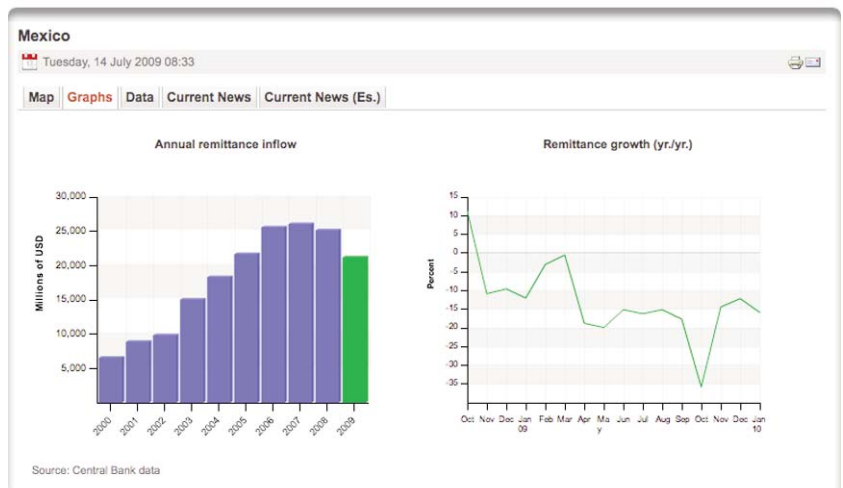 Mexico
Tuesday, 14 July 2009 08:33
Map Graphs Data Current News Current News (Es.)
Annual remittance inflow
Millions of USD
30,000
25,000
20,000
15,000
10,000
5,000
2000 2001 2002 2003 2004 2005 2006 2007 2008 2009
Remittance growth (yr./yr.)
Percent
15
10
5
0
-5
-10
-15
-20
-25
-30
-35
Oct Nov Dec Jan Feb Mar Apr Ma Jun Jul Aug Sep Oct Nov Dec Jan
09 y 10
Source: Central Bank data